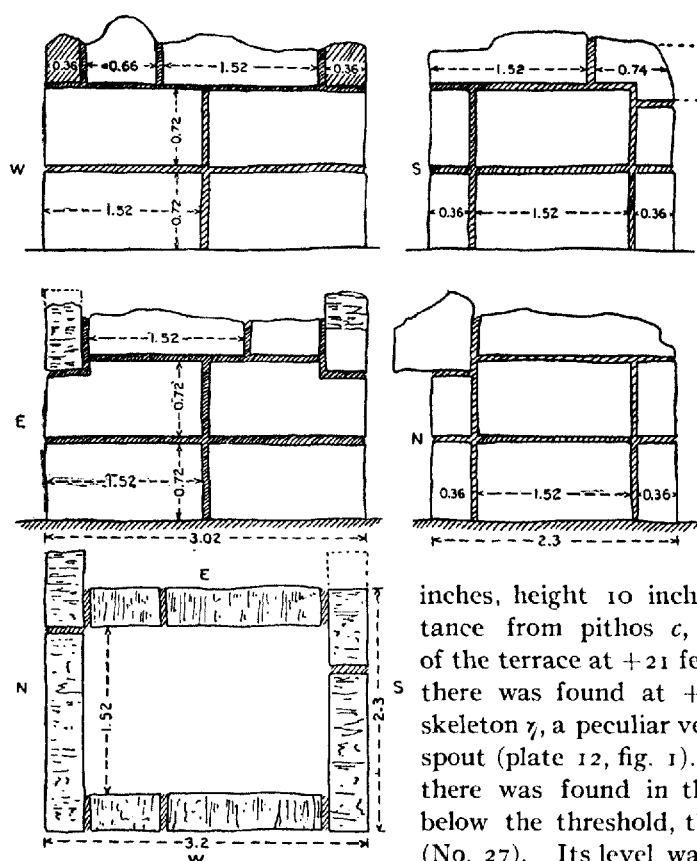 0.36 0.66 1.52 0.36
0.72
W
1.52 0.72
1.52 0.74
S
0.36 1.52 0.36
1.52
0.72
E
1.52 0.72
3.02
N
0.36 1.52 0.36
2.3
E
N 1.52 2.3 S
3.2
W
inches, height 10 inch
tance from pithos c,
of the terrace at +21 fe
there was found at +
skeleton η, a peculiar ve
spout (plate 12, fig. 1).
there was found in th
below the threshold, th
(No. 27). Its level wa